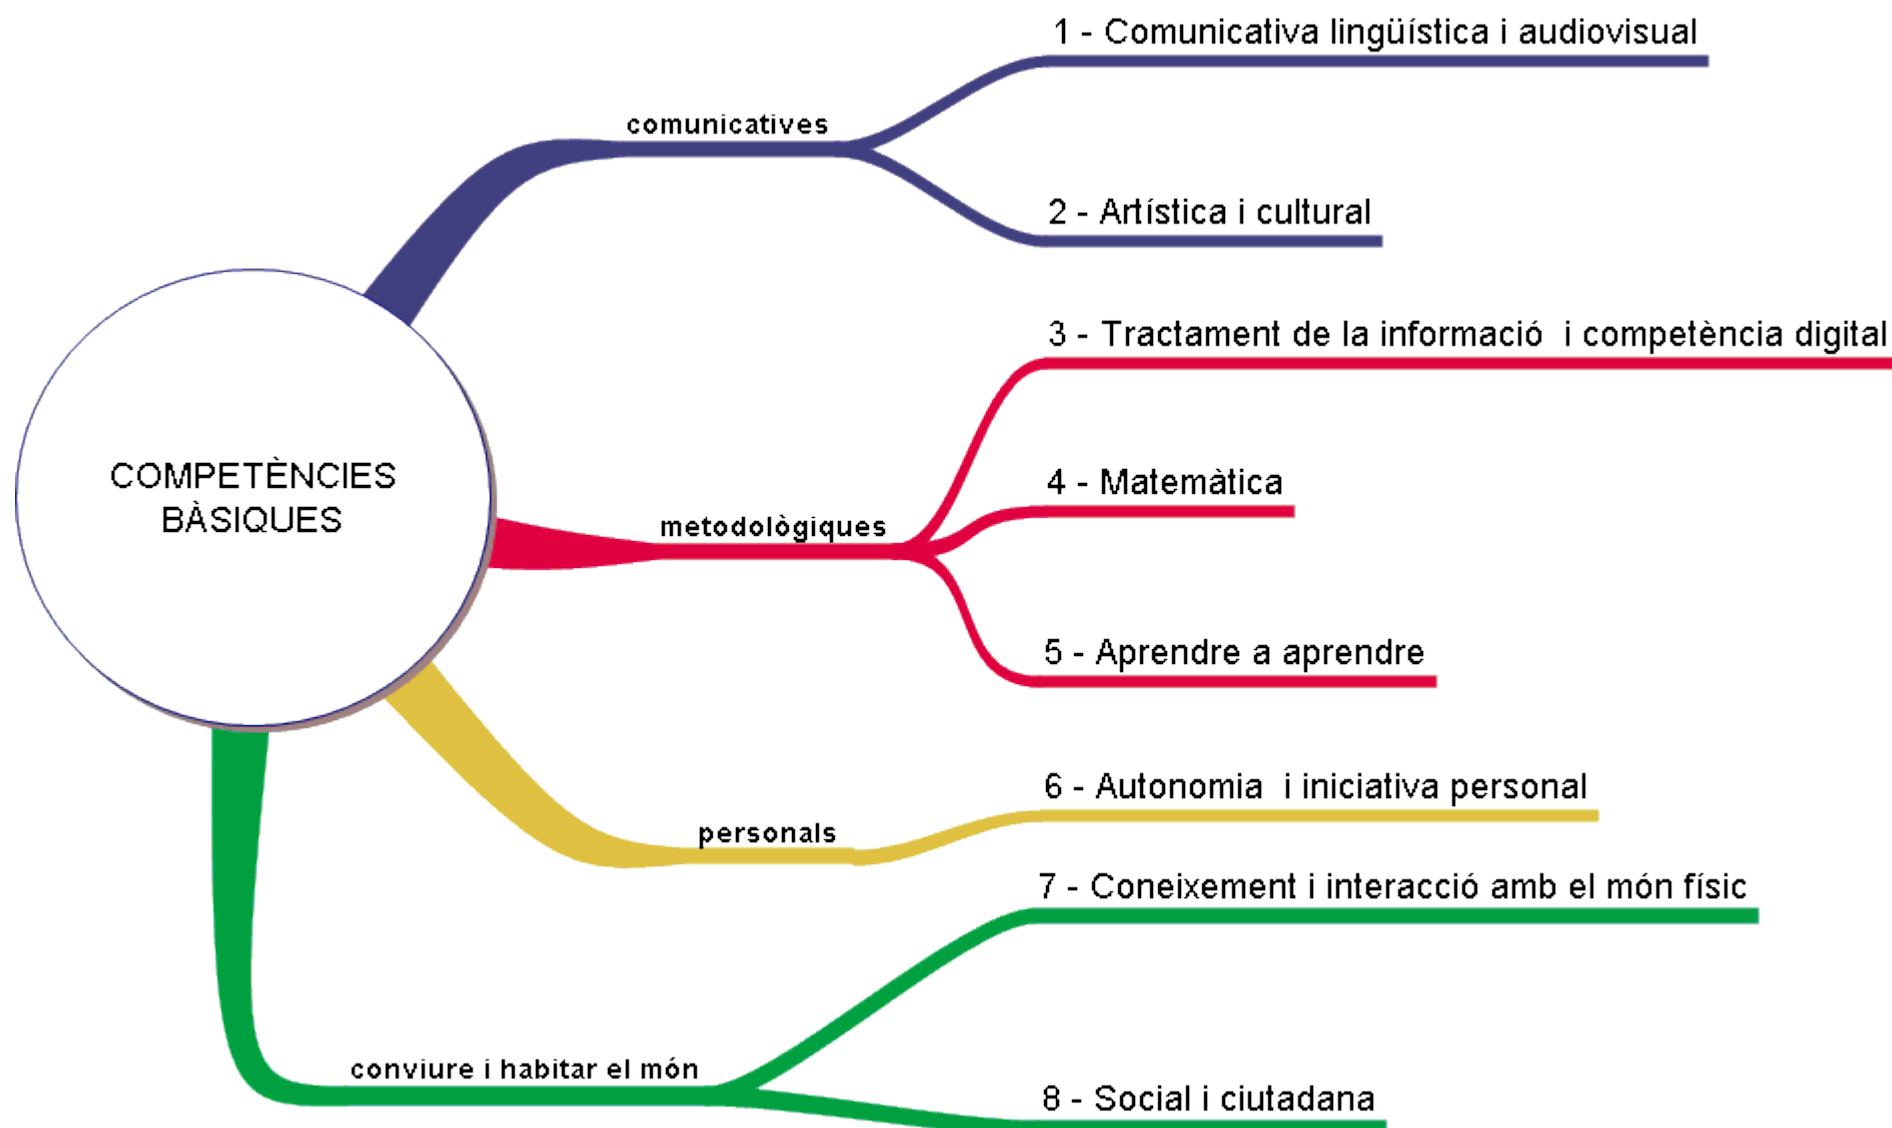 COMPETÈNCIES
BÀSIQUES
comunicatives
1 - Comunicativa lingüística i audiovisual
2 - Artística i cultural
metodològiques
3 - Tractament de la informació  i competència digital
4 - Matemàtica
5 - Aprendre a aprendre
personals
6 - Autonomia  i iniciativa personal
conviure i habitar el món
7 - Coneixement i interacció amb el món físic
8 - Social i ciutadana